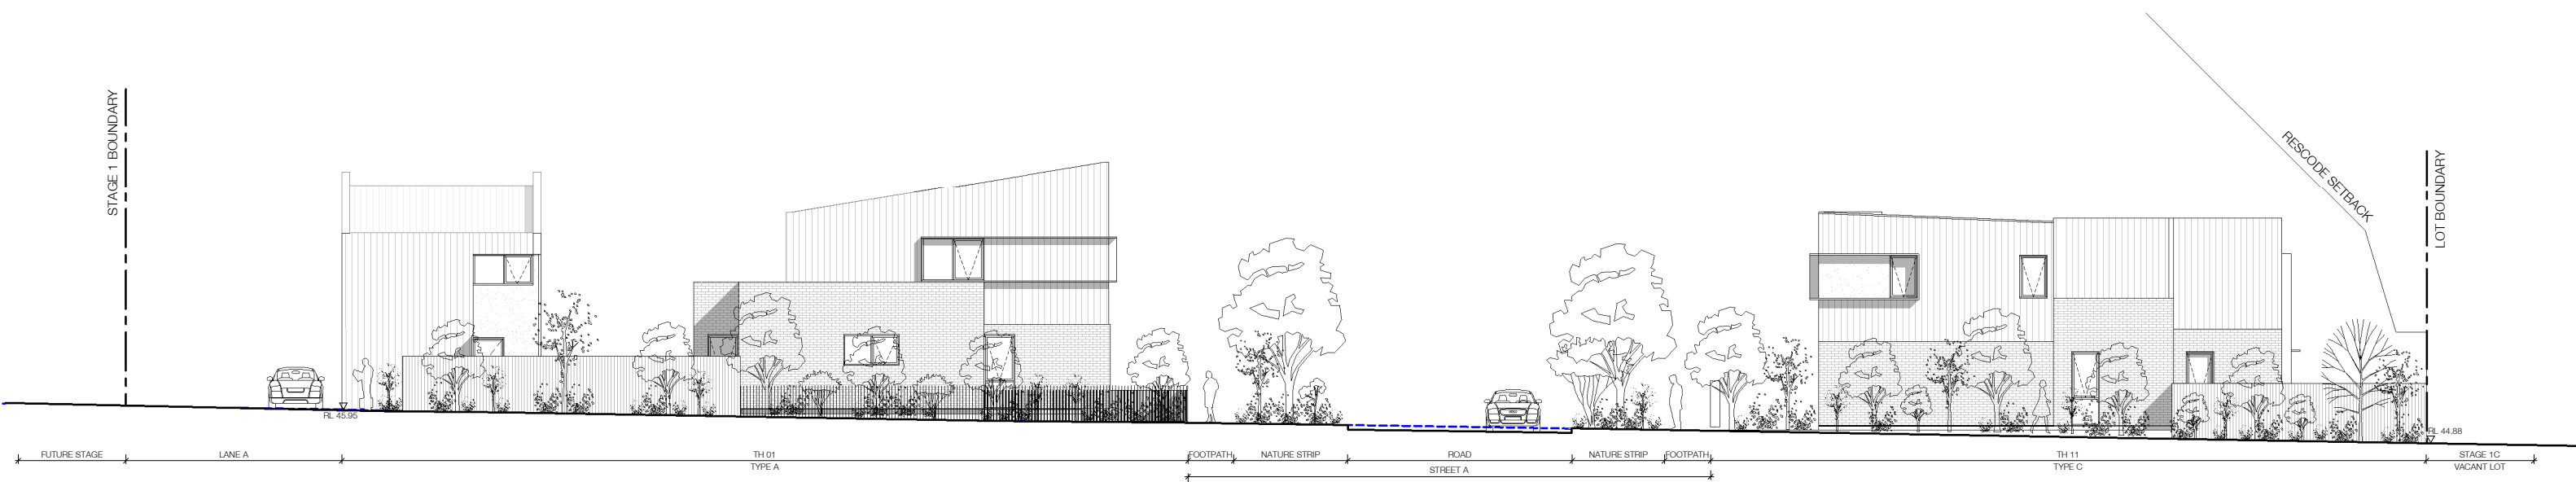 STAGE 1 BOUNDARY
RESCODE SETBACK
LOT BOUNDARY
RL 45.95
RL 44.88
FUTURE STAGE
LANE A
TH 01
TYPE A
FOOTPATH
NATURE STRIP
ROAD
NATURE STRIP
FOOTPATH
STREET A
TH 11
TYPE C
STAGE 1C
VACANT LOT